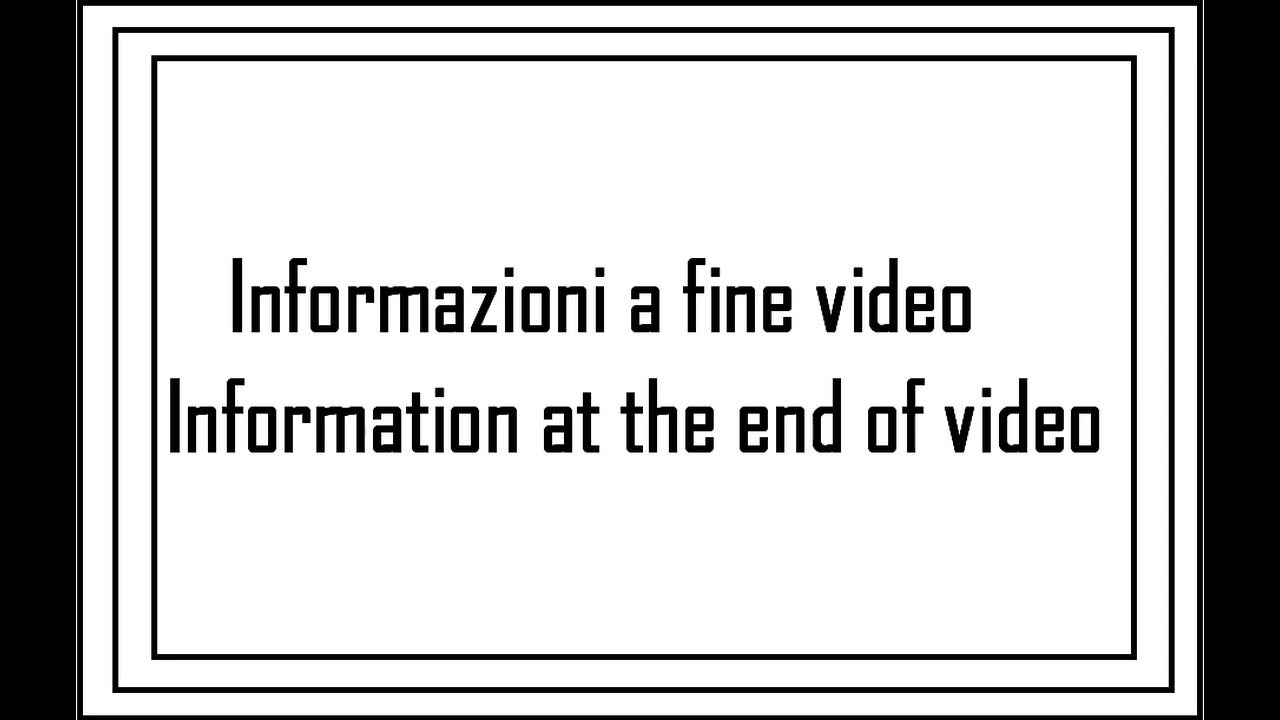 Informazioni a fine video
Information at the end of video